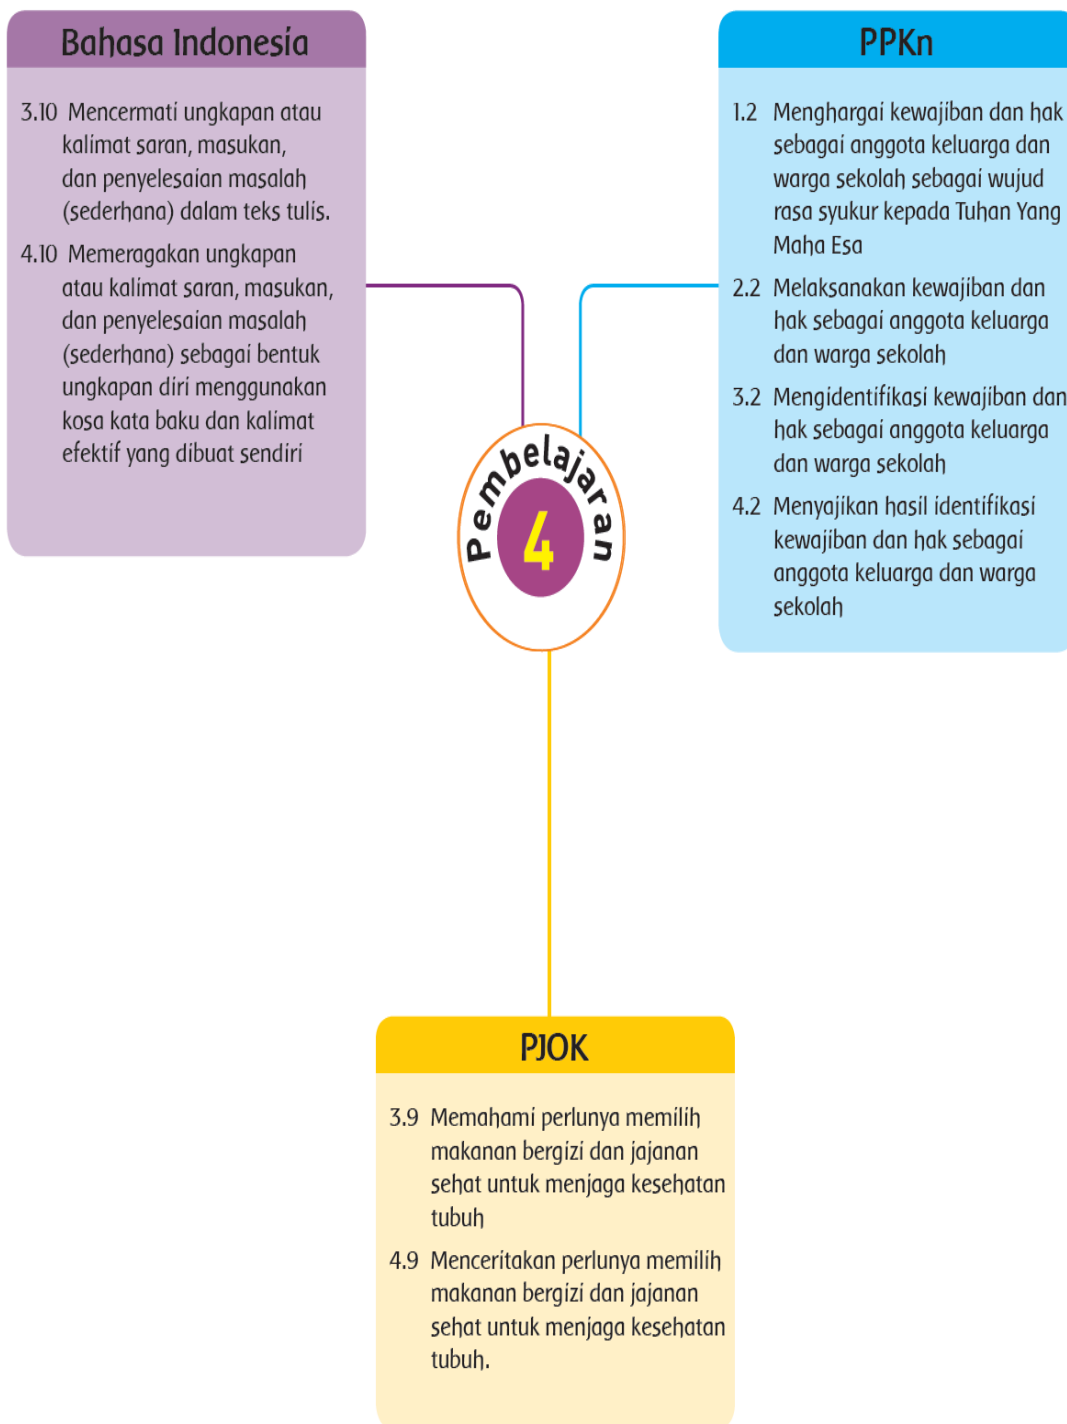 Bahasa Indonesia
3.10 Mencermati ungkapan atau
kalimat saran, masukan,
dan penyelesaian masalah
(sederhana) dalam teks tulis.
4.10 Memeragakan ungkapan
atau kalimat saran, masukan,
dan penyelesaian masalah
(sederhana) sebagai bentuk
ungkapan diri menggunakan
kosa kata baku dan kalimat
efektif yang dibuat sendiri
PPKn
1.2 Menghargai kewajiban dan hak
sebagai anggota keluarga dan
warga sekolah sebagai wujud
rasa syukur kepada Tuhan Yang
Maha Esa
2.2 Melaksanakan kewajiban dan
hak sebagai anggota keluarga
dan warga sekolah
3.2 Mengidentifikasi kewajiban dan
hak sebagai anggota keluarga
dan warga sekolah
4.2 Menyajikan hasil identifikasi
kewajiban dan hak sebagai
anggota keluarga dan warga
sekolah
Pembelajaran
4
PJOK
3.9 Memahami perlunya memilih
makanan bergizi dan jajanan
sehat untuk menjaga kesehatan
tubuh
4.9 Menceritakan perlunya memilih
makanan bergizi dan jajanan
sehat untuk menjaga kesehatan
tubuh.